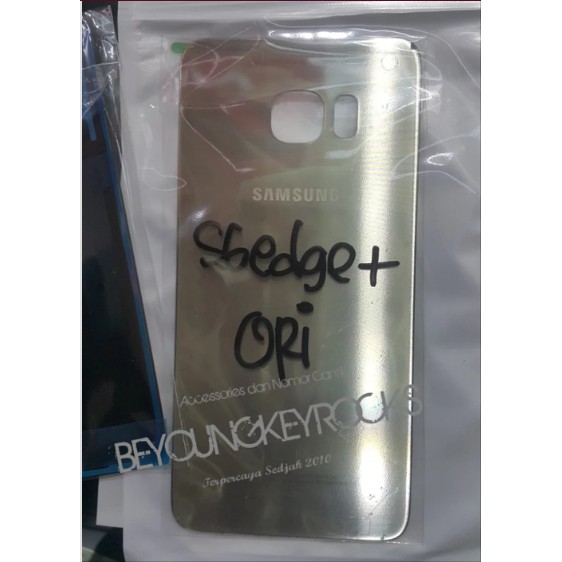 SAMSUNG
S6edge+
ORi
Accessories dan Nomor Cantik
BEYOUNGKEYROCKS
Terpercaya Sedjak 2010